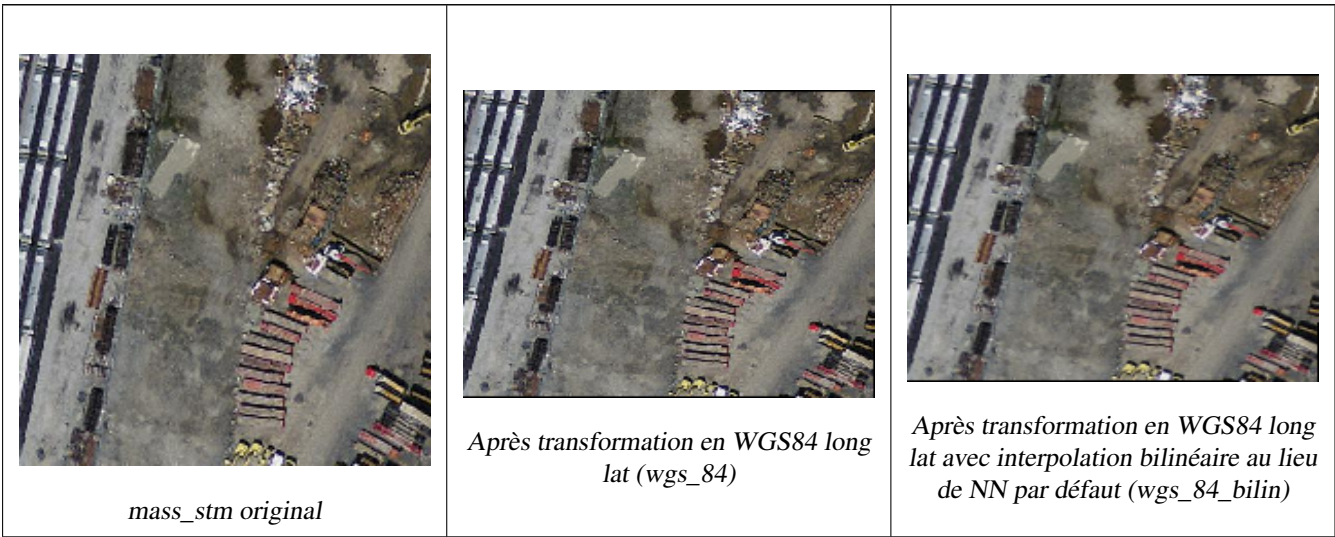 mass_stm original
Après transformation en WGS84 long
lat (wgs_84)
Après transformation en WGS84 long
lat avec interpolation bilinéaire au lieu
de NN par défaut (wgs_84_bilin)